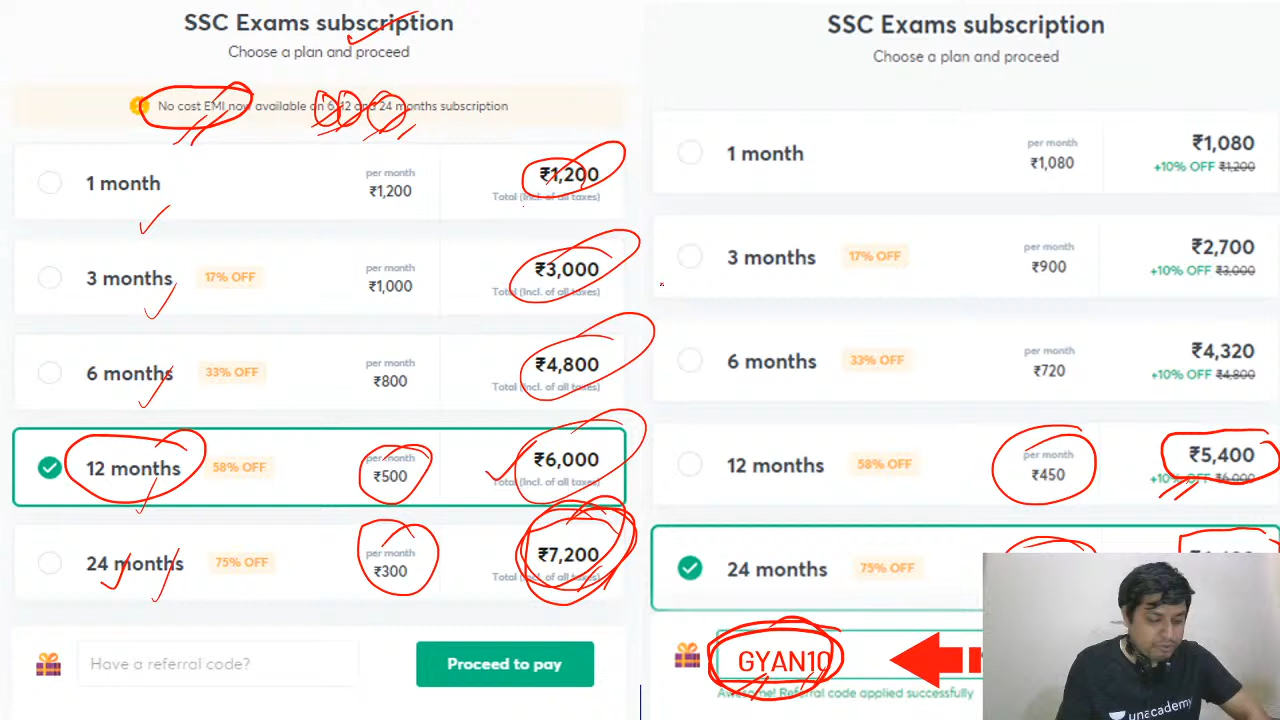 SSC Exams subscription
Choose a plan and proceed
No cost EMI now available on 6, 12 and 24 months subscription
1 month
per month
₹1,200
₹1,200
Total (Incl. of all taxes)
3 months
17% OFF
per month
₹1,000
₹3,000
Total (Incl. of all taxes)
6 months
33% OFF
per month
₹800
₹4,800
Total (Incl. of all taxes)
12 months
58% OFF
per month
₹500
₹6,000
Total (Incl. of all taxes)
24 months
75% OFF
per month
₹300
₹7,200
Total (Incl. of all taxes)
Have a referral code?
Proceed to pay
SSC Exams subscription
Choose a plan and proceed
1 month
per month
₹1,080
₹1,080
+10% OFF ₹1,200
3 months
17% OFF
per month
₹900
₹2,700
+10% OFF ₹3,000
6 months
33% OFF
per month
₹720
₹4,320
+10% OFF ₹4,800
12 months
58% OFF
per month
₹450
₹5,400
+10% OFF ₹6,000
24 months
75% OFF
GYAN10
Awesome! Referral code applied successfully
unacademy